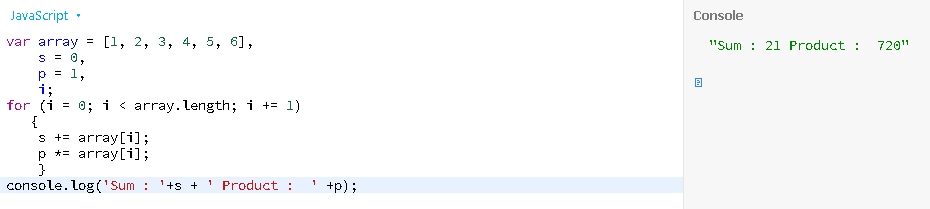 JavaScript
var array = [1, 2, 3, 4, 5, 6],
    s = 0,
    p = 1,
    i;
for (i = 0; i < array.length; i += 1)
   {
    s += array[i];
    p *= array[i];
    }
console.log('Sum : '+s + ' Product :  ' +p);
Console
"Sum : 21 Product :  720"